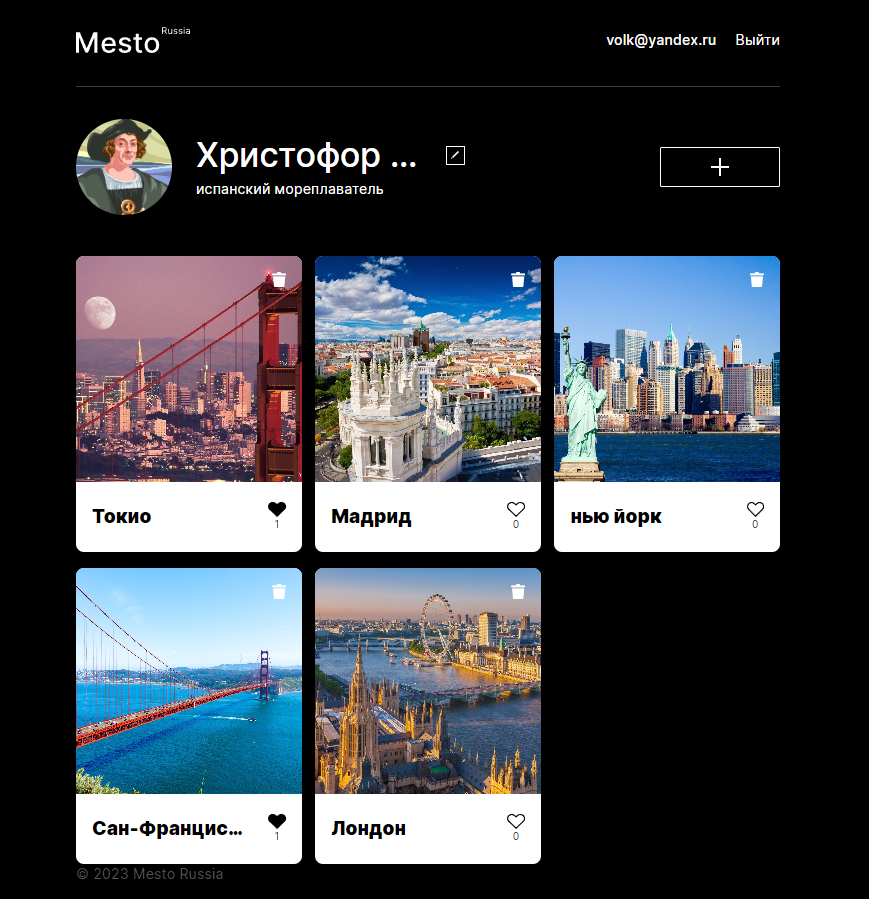 Mesto Russia
volk@yandex.ru Выйти
Христофор ...
испанский мореплаватель
Токио
1
Мадрид
0
нью йорк
0
Сан-Францис...
1
Лондон
0
© 2023 Mesto Russia